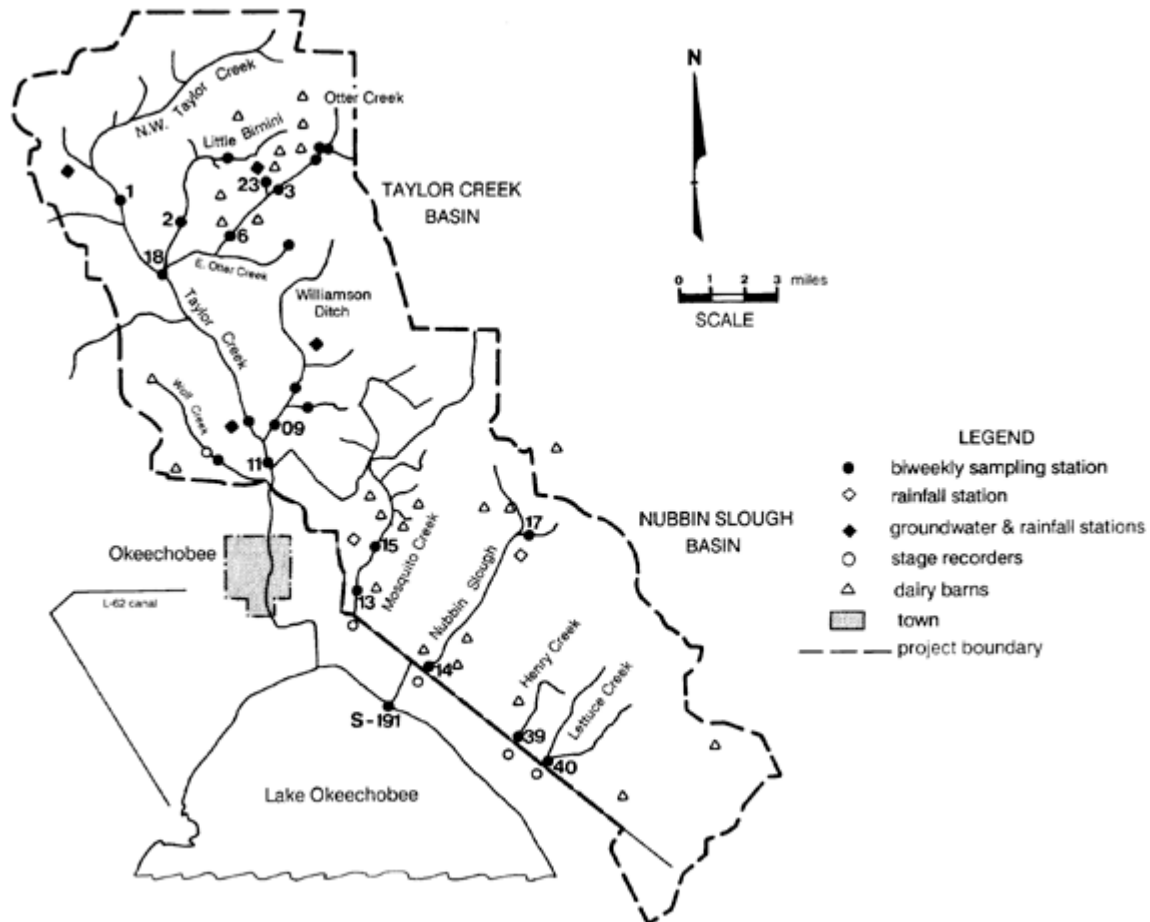 N.W. Taylor Creek
Little Bimini
Otter Creek
N
1
23
3
TAYLOR CREEK
BASIN
2
6
18
E. Otter Creek
0 1 2 3 miles
SCALE
Williamson
Ditch
Taylor Creek
Wolf Creek
09
11
LEGEND
biweekly sampling station
rainfall station
groundwater & rainfall stations
stage recorders
dairy barns
town
project boundary
NUBBIN SLOUGH
BASIN
17
Okeechobee
15
Mosquito Creek
Nubbin Slough
L-62 canal
13
14
Henry Creek
Lettuce Creek
S-191
39
40
Lake Okeechobee